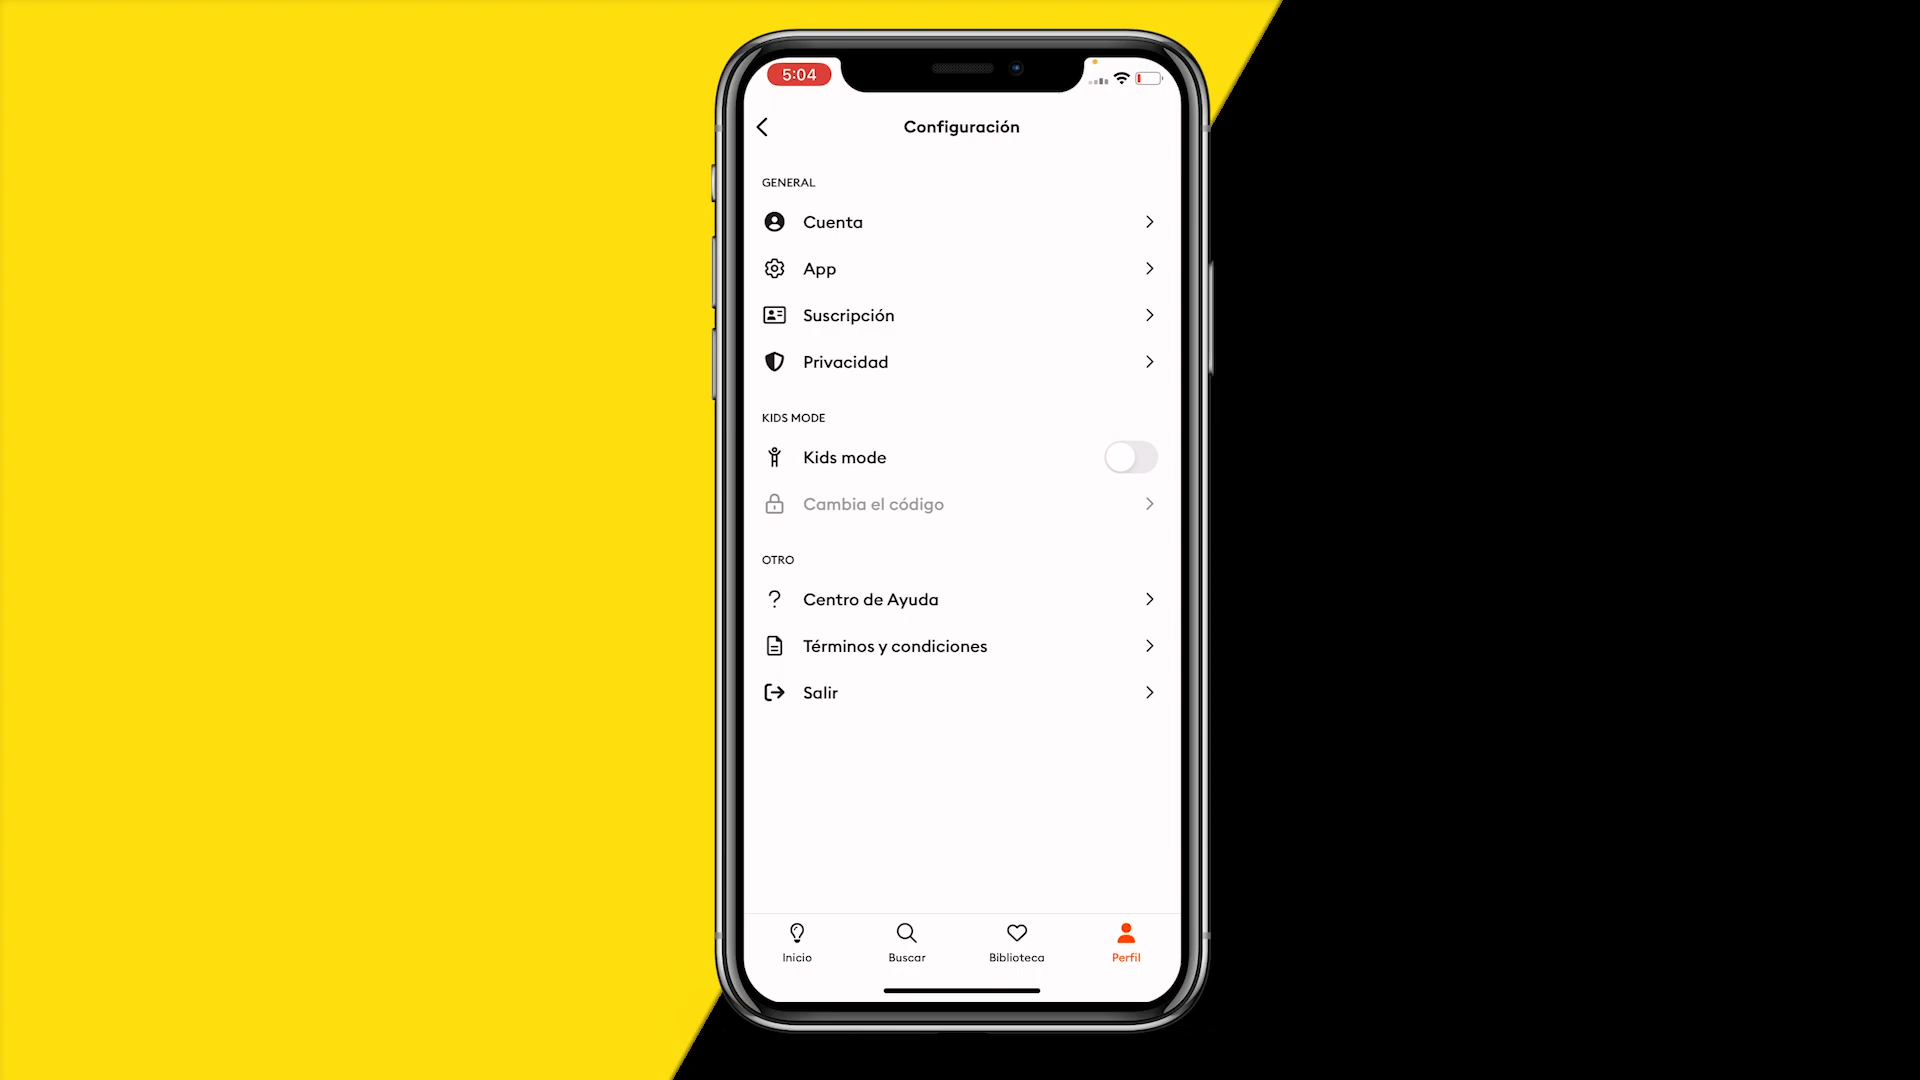 5:04
Configuración
GENERAL
Cuenta
App
Suscripción
Privacidad
KIDS MODE
Kids mode
Cambia el código
OTRO
Centro de Ayuda
Términos y condiciones
Salir
Inicio
Buscar
Biblioteca
Perfil